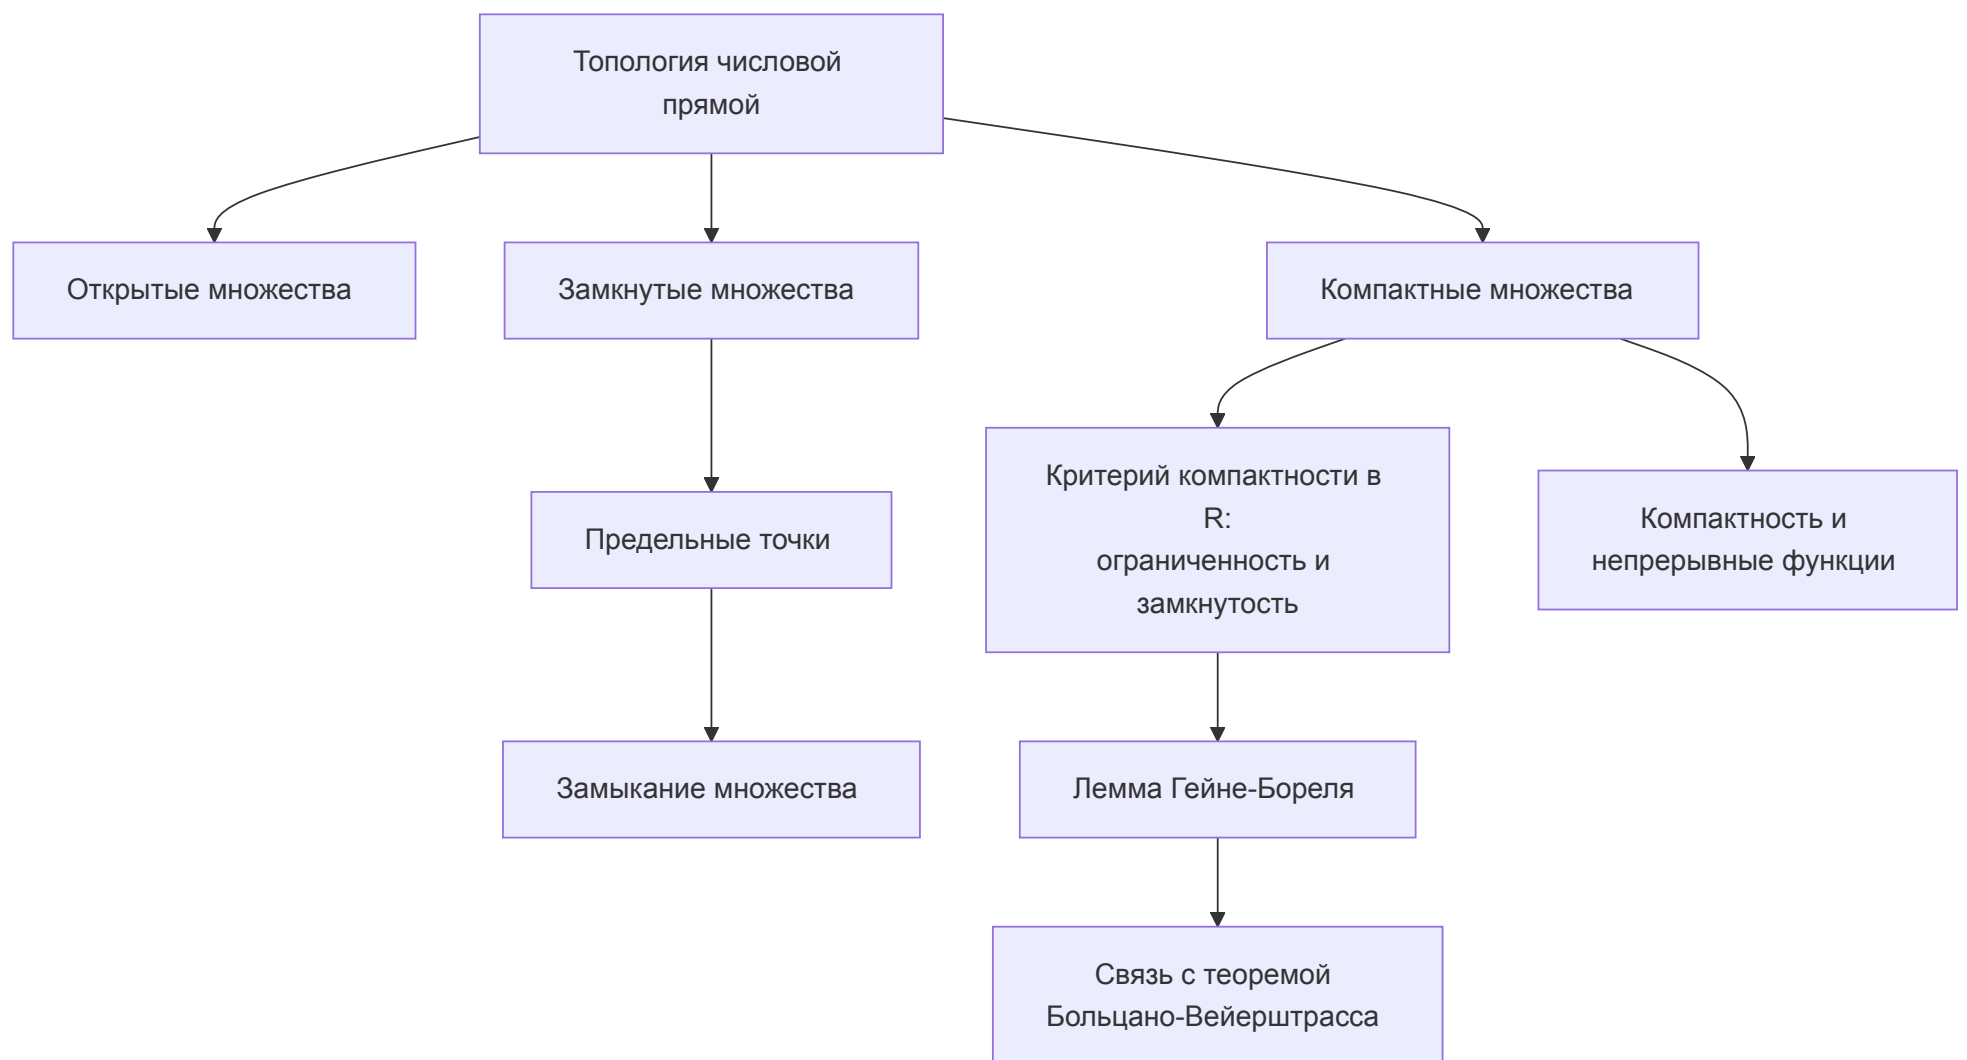 Топология числовой
прямой
Открытые множества
Замкнутые множества
Компактные множества
Критерий компактности в
R:
ограниченность и
замкнутость
Компактность и
непрерывные функции
Предельные точки
Замыкание множества
Лемма Гейне-Бореля
Связь с теоремой
Больцано-Вейерштрасса